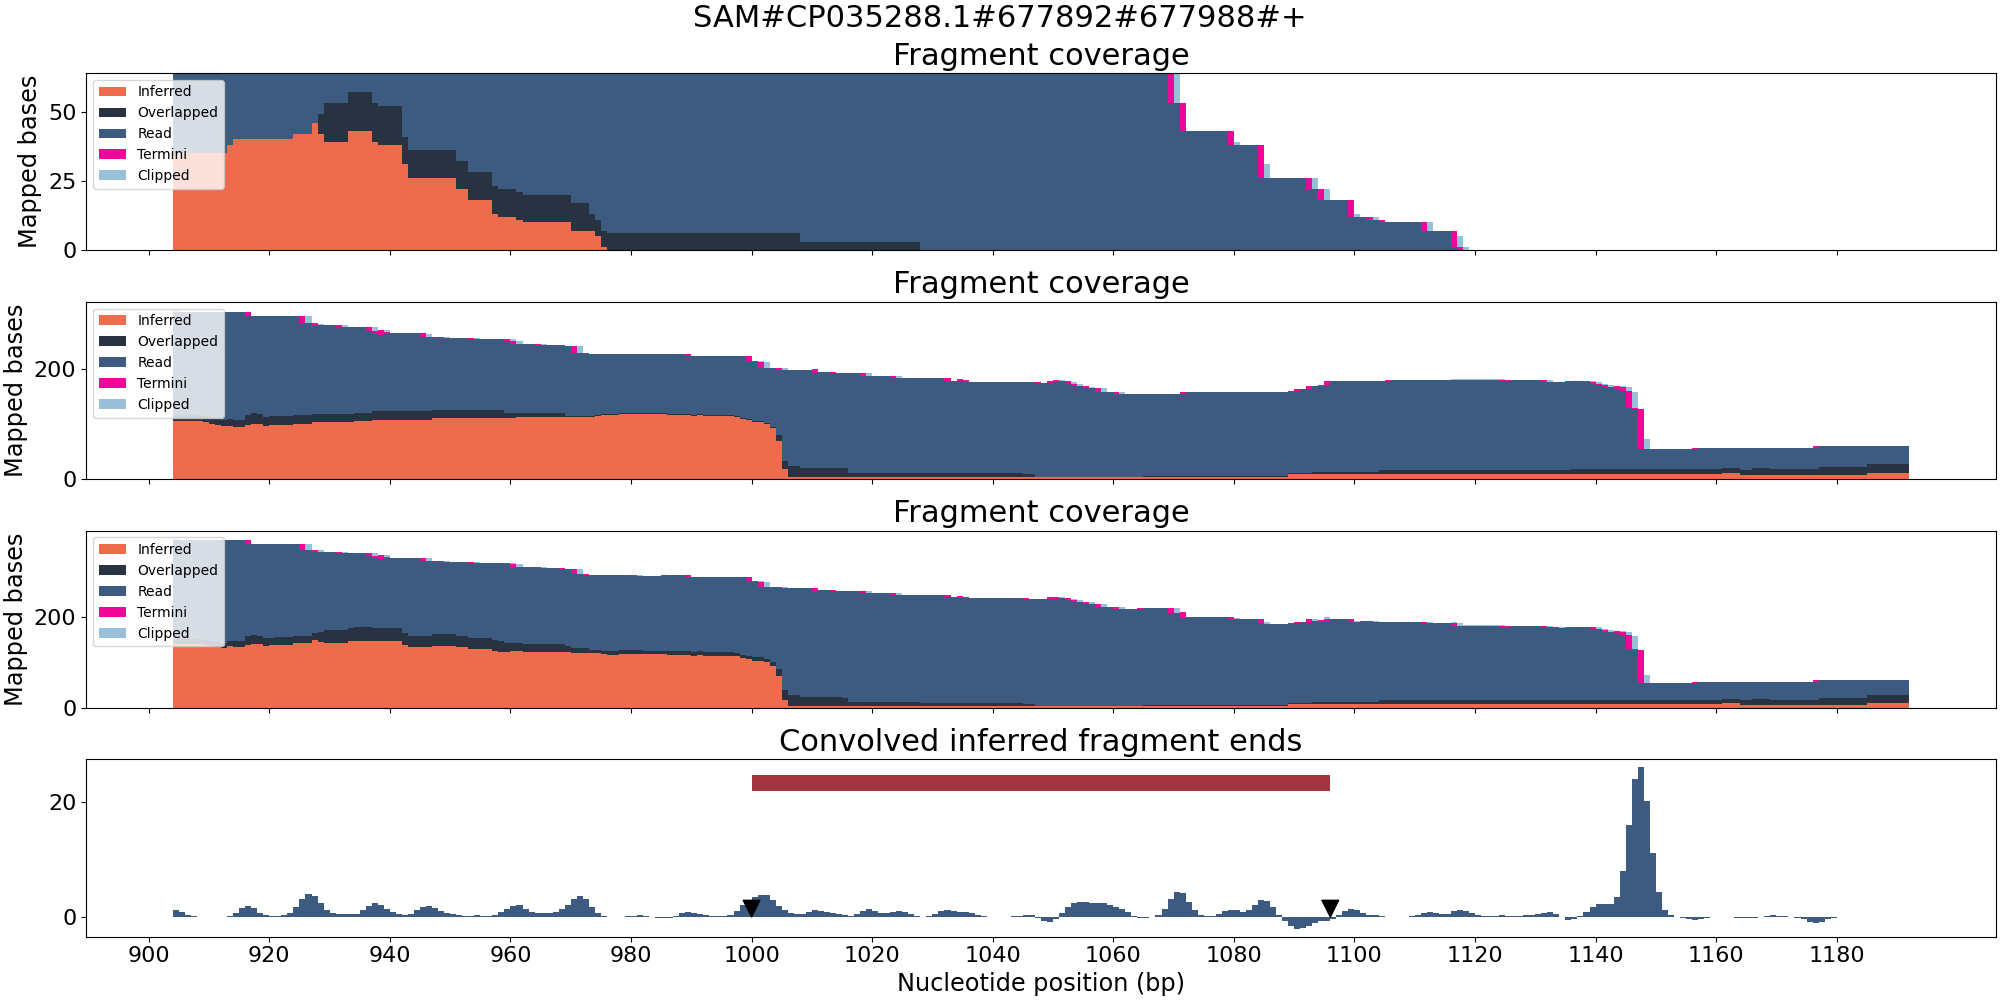 SAM#CP035288.1#677892#677988#+
Fragment coverage
Mapped bases
50
25
0
Inferred
Overlapped
Read
Termini
Clipped
Fragment coverage
Mapped bases
200
0
Inferred
Overlapped
Read
Termini
Clipped
Fragment coverage
Mapped bases
200
0
Inferred
Overlapped
Read
Termini
Clipped
Convolved inferred fragment ends
20
0
900 920 940 960 980 1000 1020 1040 1060 1080 1100 1120 1140 1160 1180
Nucleotide position (bp)